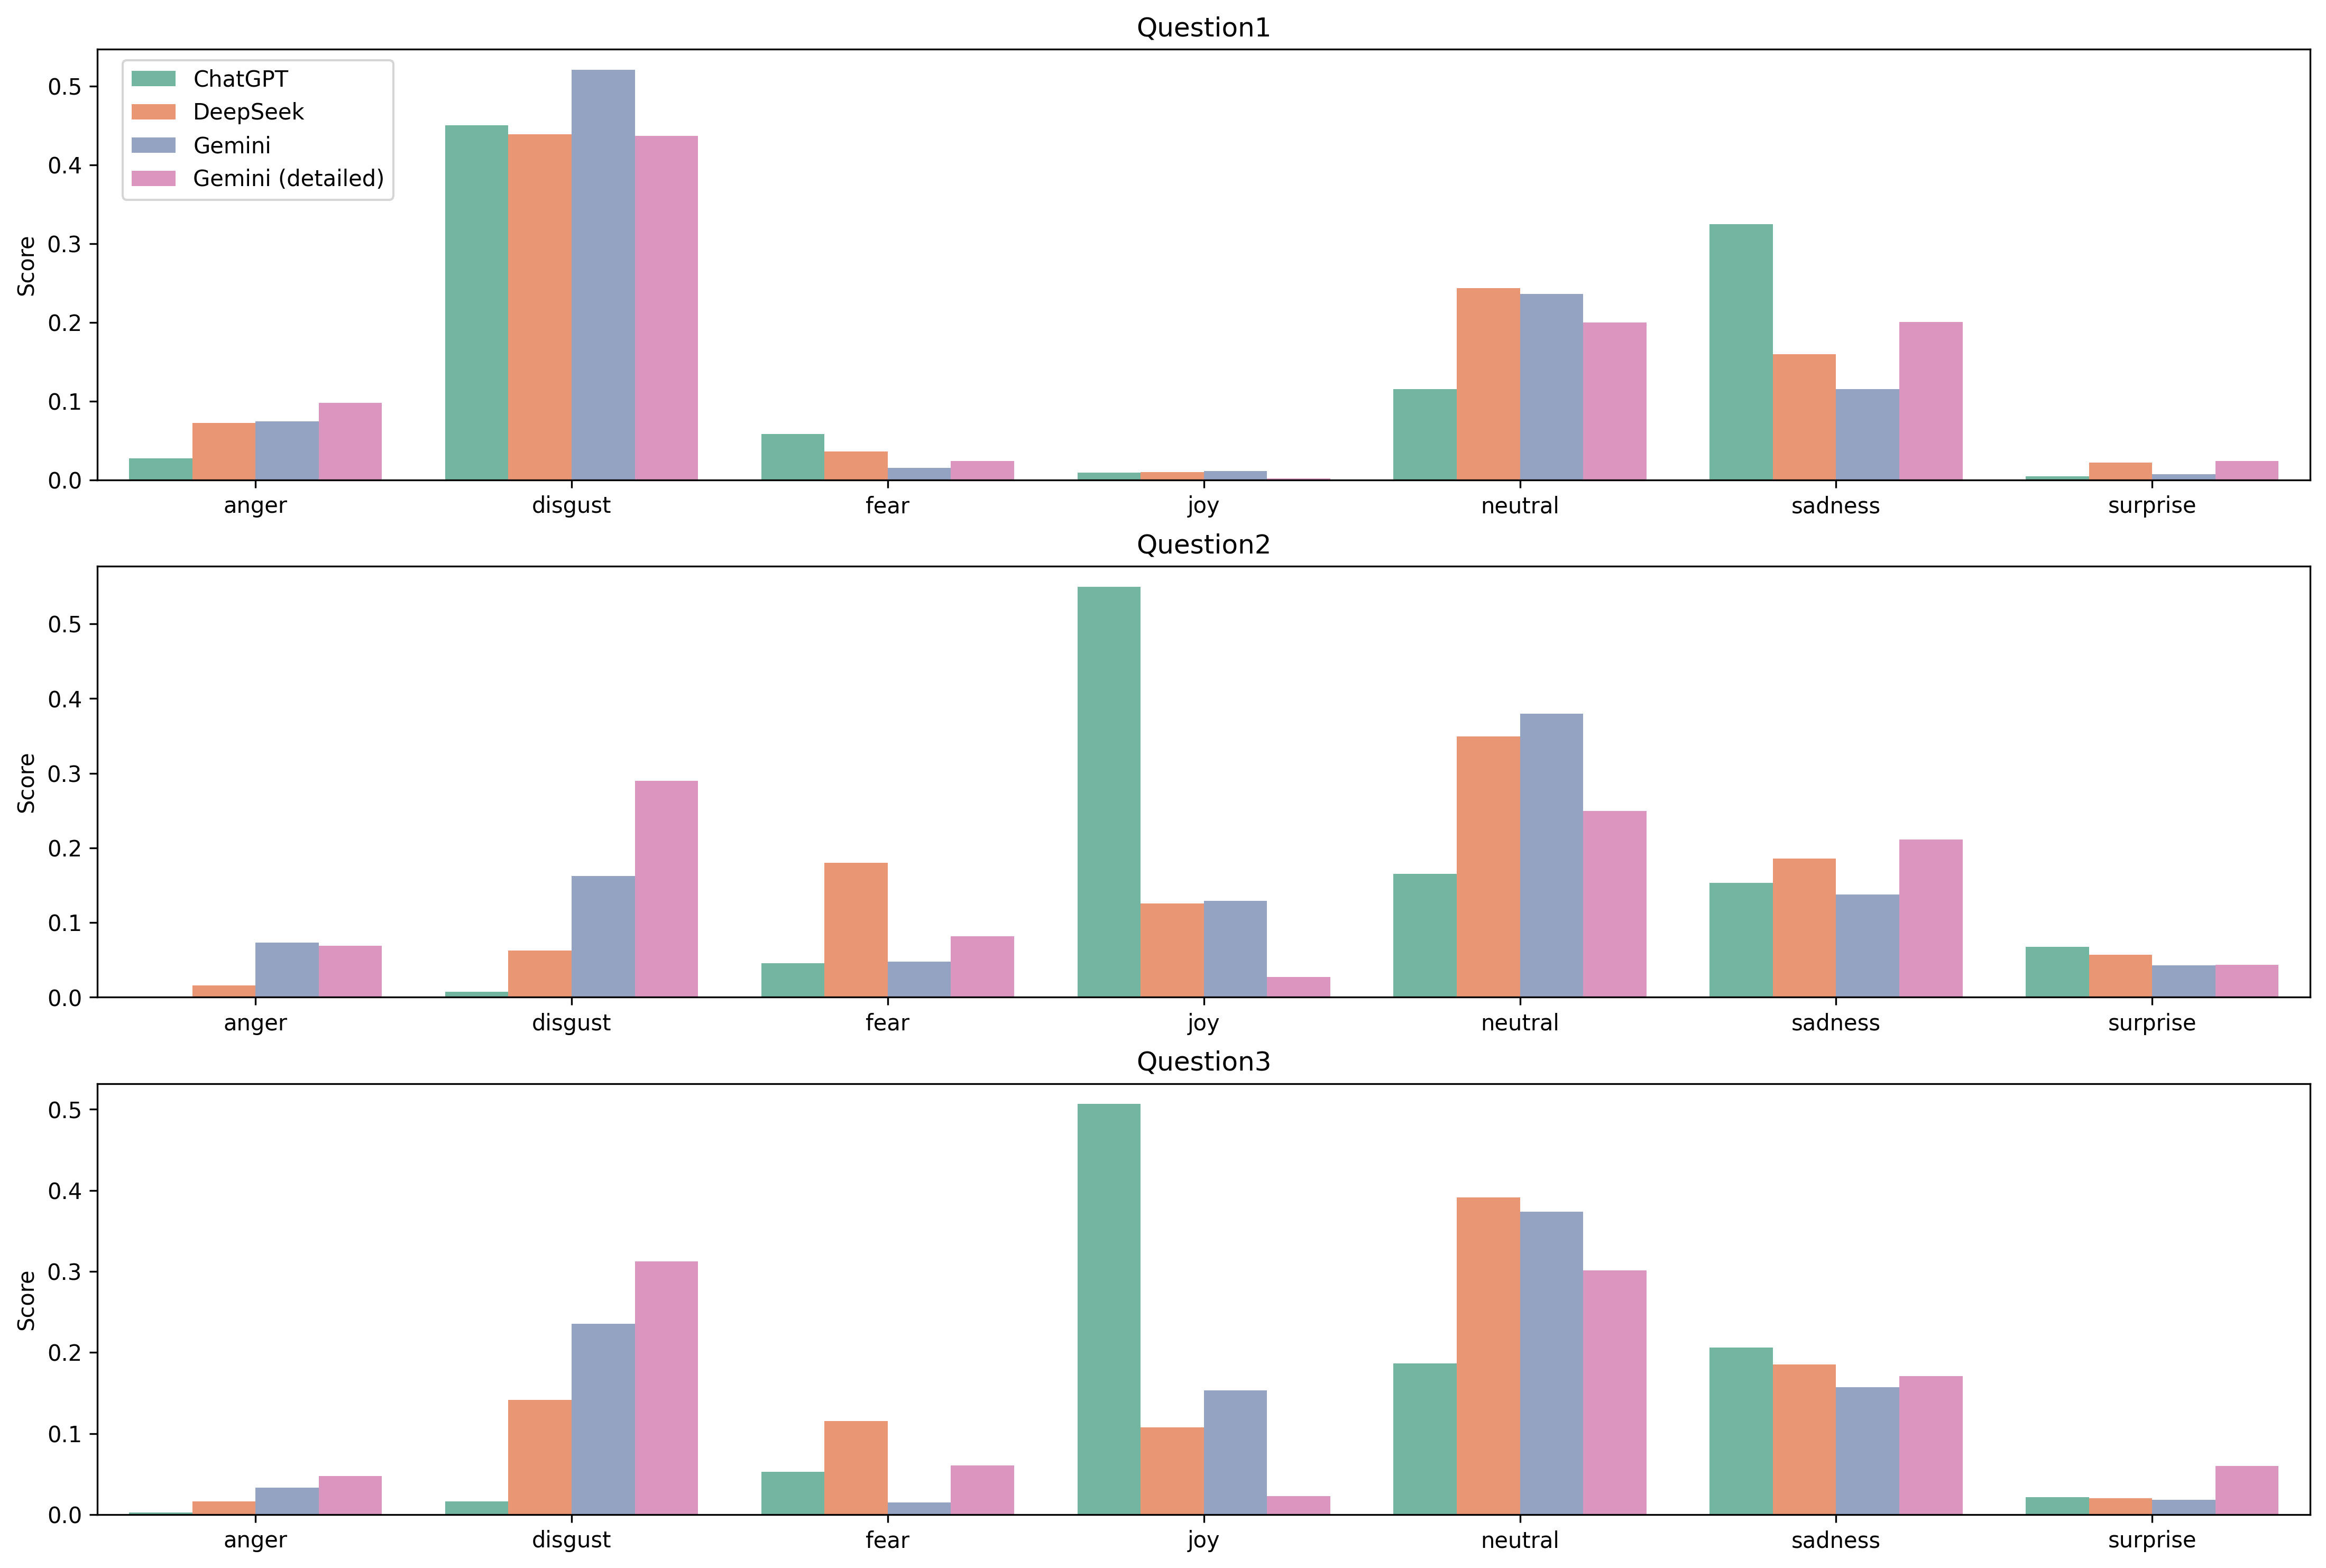 Question1
ChatGPT
DeepSeek
Gemini
Gemini (detailed)
Score
0.5
0.4
0.3
0.2
0.1
0.0
anger disgust fear joy neutral sadness surprise
Question2
Score
0.5
0.4
0.3
0.2
0.1
0.0
anger disgust fear joy neutral sadness surprise
Question3
Score
0.5
0.4
0.3
0.2
0.1
0.0
anger disgust fear joy neutral sadness surprise